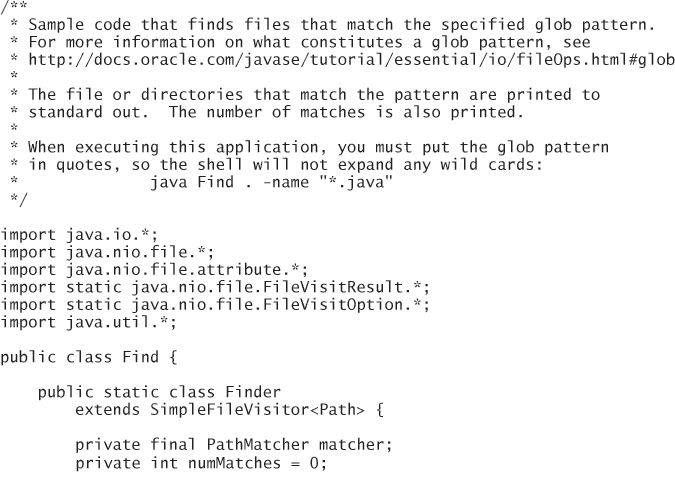 /**
 * Sample code that finds files that match the specified glob pattern.
 * For more information on what constitutes a glob pattern, see
 * http://docs.oracle.com/javase/tutorial/essential/io/fileOps.html#glob
 *
 * The file or directories that match the pattern are printed to
 * standard out.  The number of matches is also printed.
 *
 * When executing this application, you must put the glob pattern
 * in quotes, so the shell will not expand any wild cards:
 *              java Find . -name "*.java"
 */

import java.io.*;
import java.nio.file.*;
import java.nio.file.attribute.*;
import static java.nio.file.FileVisitResult.*;
import static java.nio.file.FileVisitOption.*;
import java.util.*;

public class Find {

    public static class Finder
        extends SimpleFileVisitor<Path> {

        private final PathMatcher matcher;
        private int numMatches = 0;